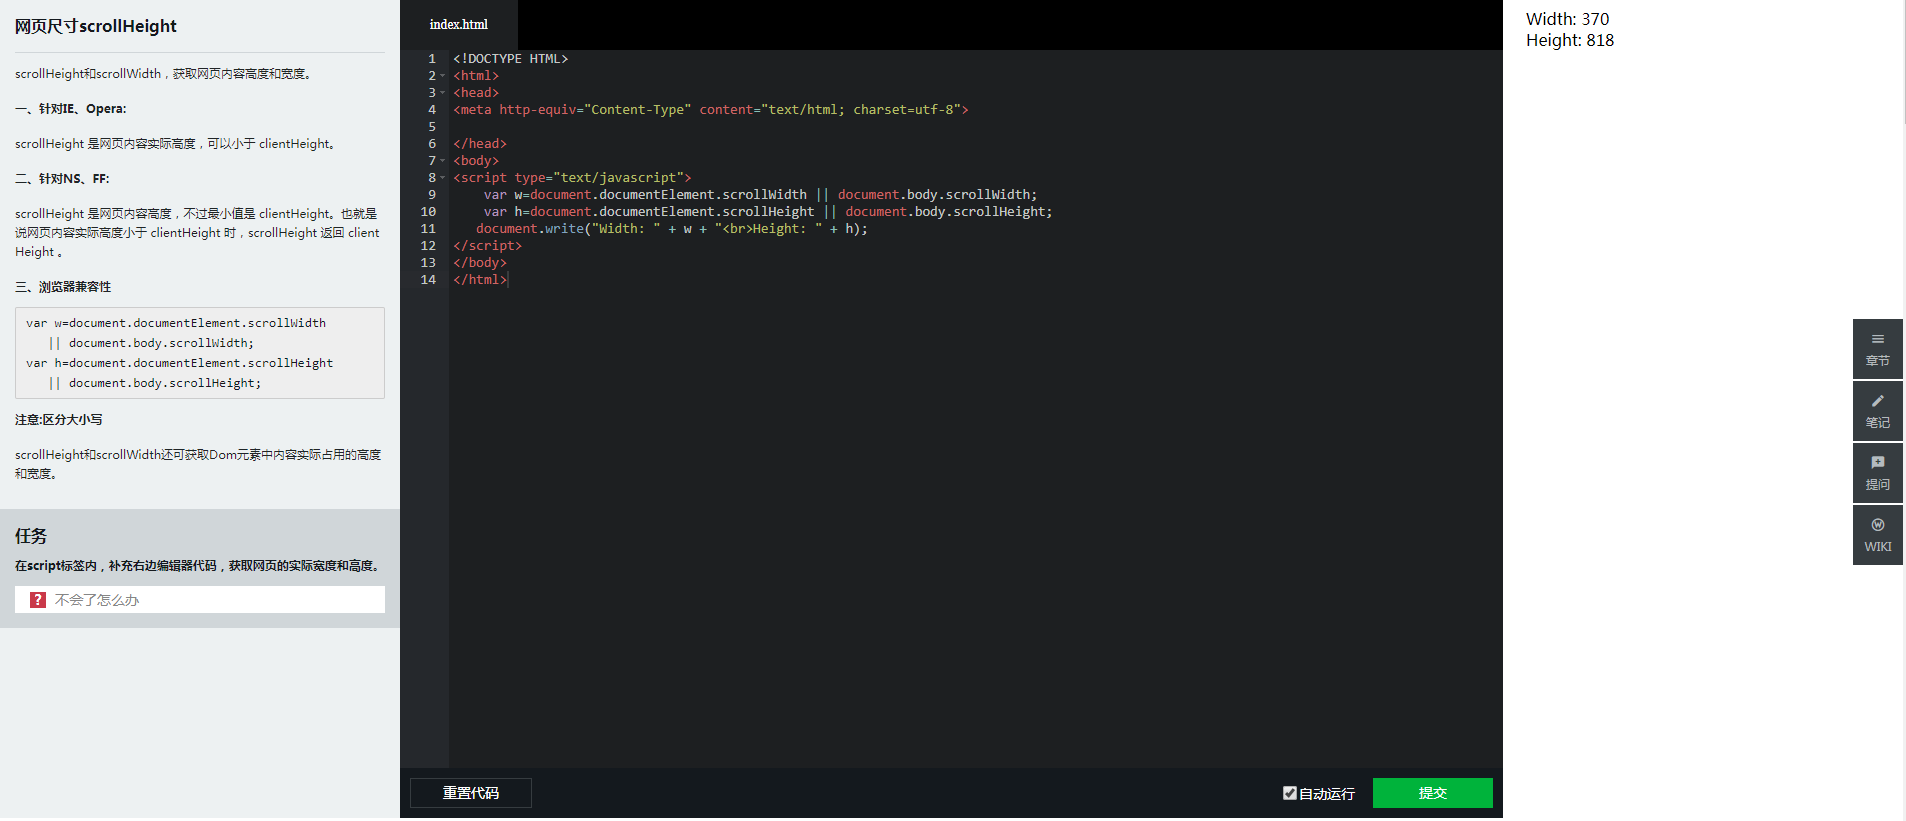 网页尺寸scrollHeight
scrollHeight和scrollWidth，获取网页内容高度和宽度。
一、针对IE、Opera:
scrollHeight 是网页内容实际高度，可以小于 clientHeight。
二、针对NS、FF:
scrollHeight 是网页内容高度，不过最小值是 clientHeight。也就是
说网页内容实际高度小于 clientHeight 时，scrollHeight 返回 client
Height 。
三、浏览器兼容性
var w=document.documentElement.scrollWidth
|| document.body.scrollWidth;
var h=document.documentElement.scrollHeight
|| document.body.scrollHeight;
注意:区分大小写
scrollHeight和scrollWidth还可获取Dom元素中内容实际占用的高度
和宽度。
任务
在script标签内，补充右边编辑器代码，获取网页的实际宽度和高度。
? 不会了怎么办
index.html
1 <!DOCTYPE HTML>
2 <html>
3 <head>
4 <meta http-equiv="Content-Type" content="text/html; charset=utf-8">
5
6 </head>
7 <body>
8 <script type="text/javascript">
9 var w=document.documentElement.scrollWidth || document.body.scrollWidth;
10 var h=document.documentElement.scrollHeight || document.body.scrollHeight;
11 document.write("Width: " + w + "<br>Height: " + h);
12 </script>
13 </body>
14 </html>
重置代码
自动运行
提交
Width: 370
Height: 818
章节
笔记
提问
WIKI